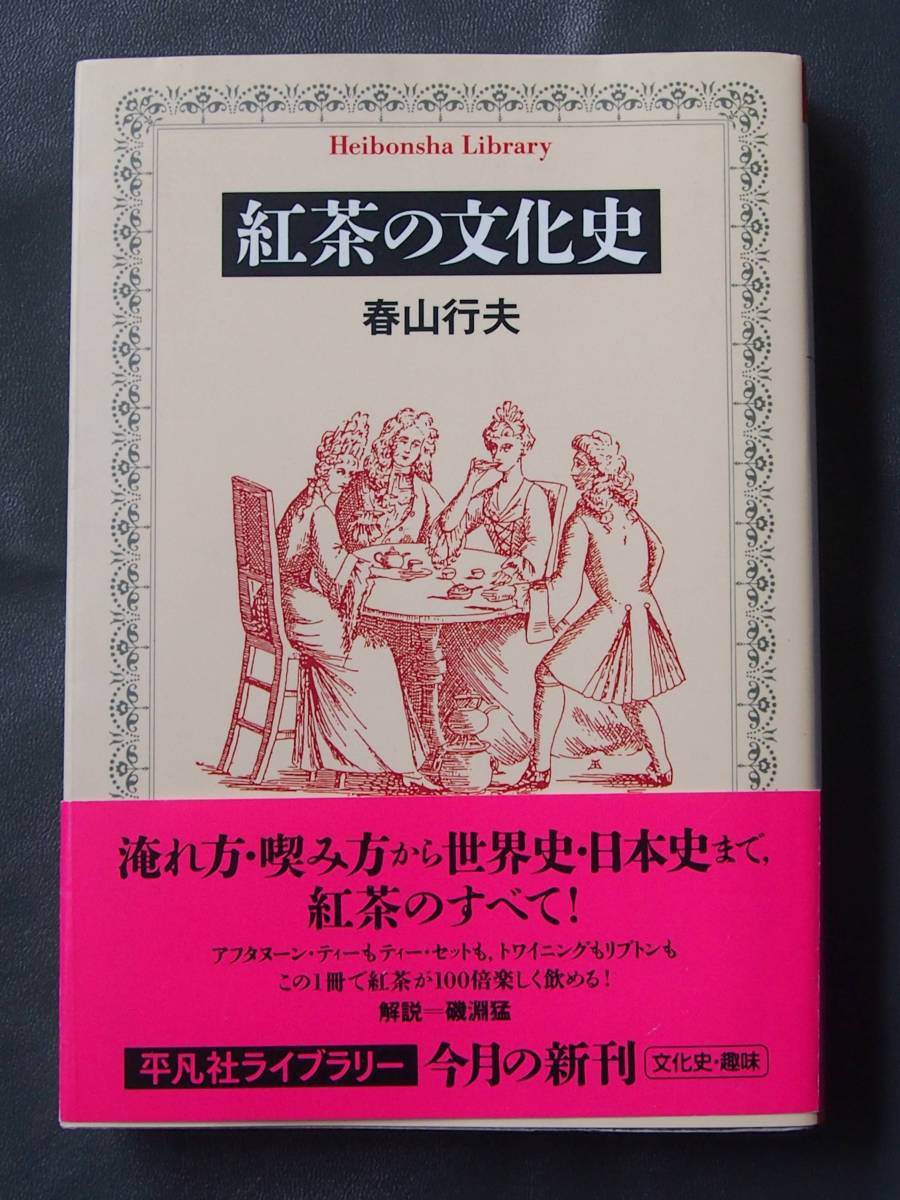 Heibonsha Library
紅茶の文化史
春山行夫
淹れ方・喫み方から世界史・日本史まで,
紅茶のすべて!
アフタヌーン・ティーもティー・セットも,トワイニングもリプトンも
この1冊で紅茶が100倍楽しく飲める!
解説=磯淵猛
平凡社ライブラリー 今月の新刊 文化史・趣味